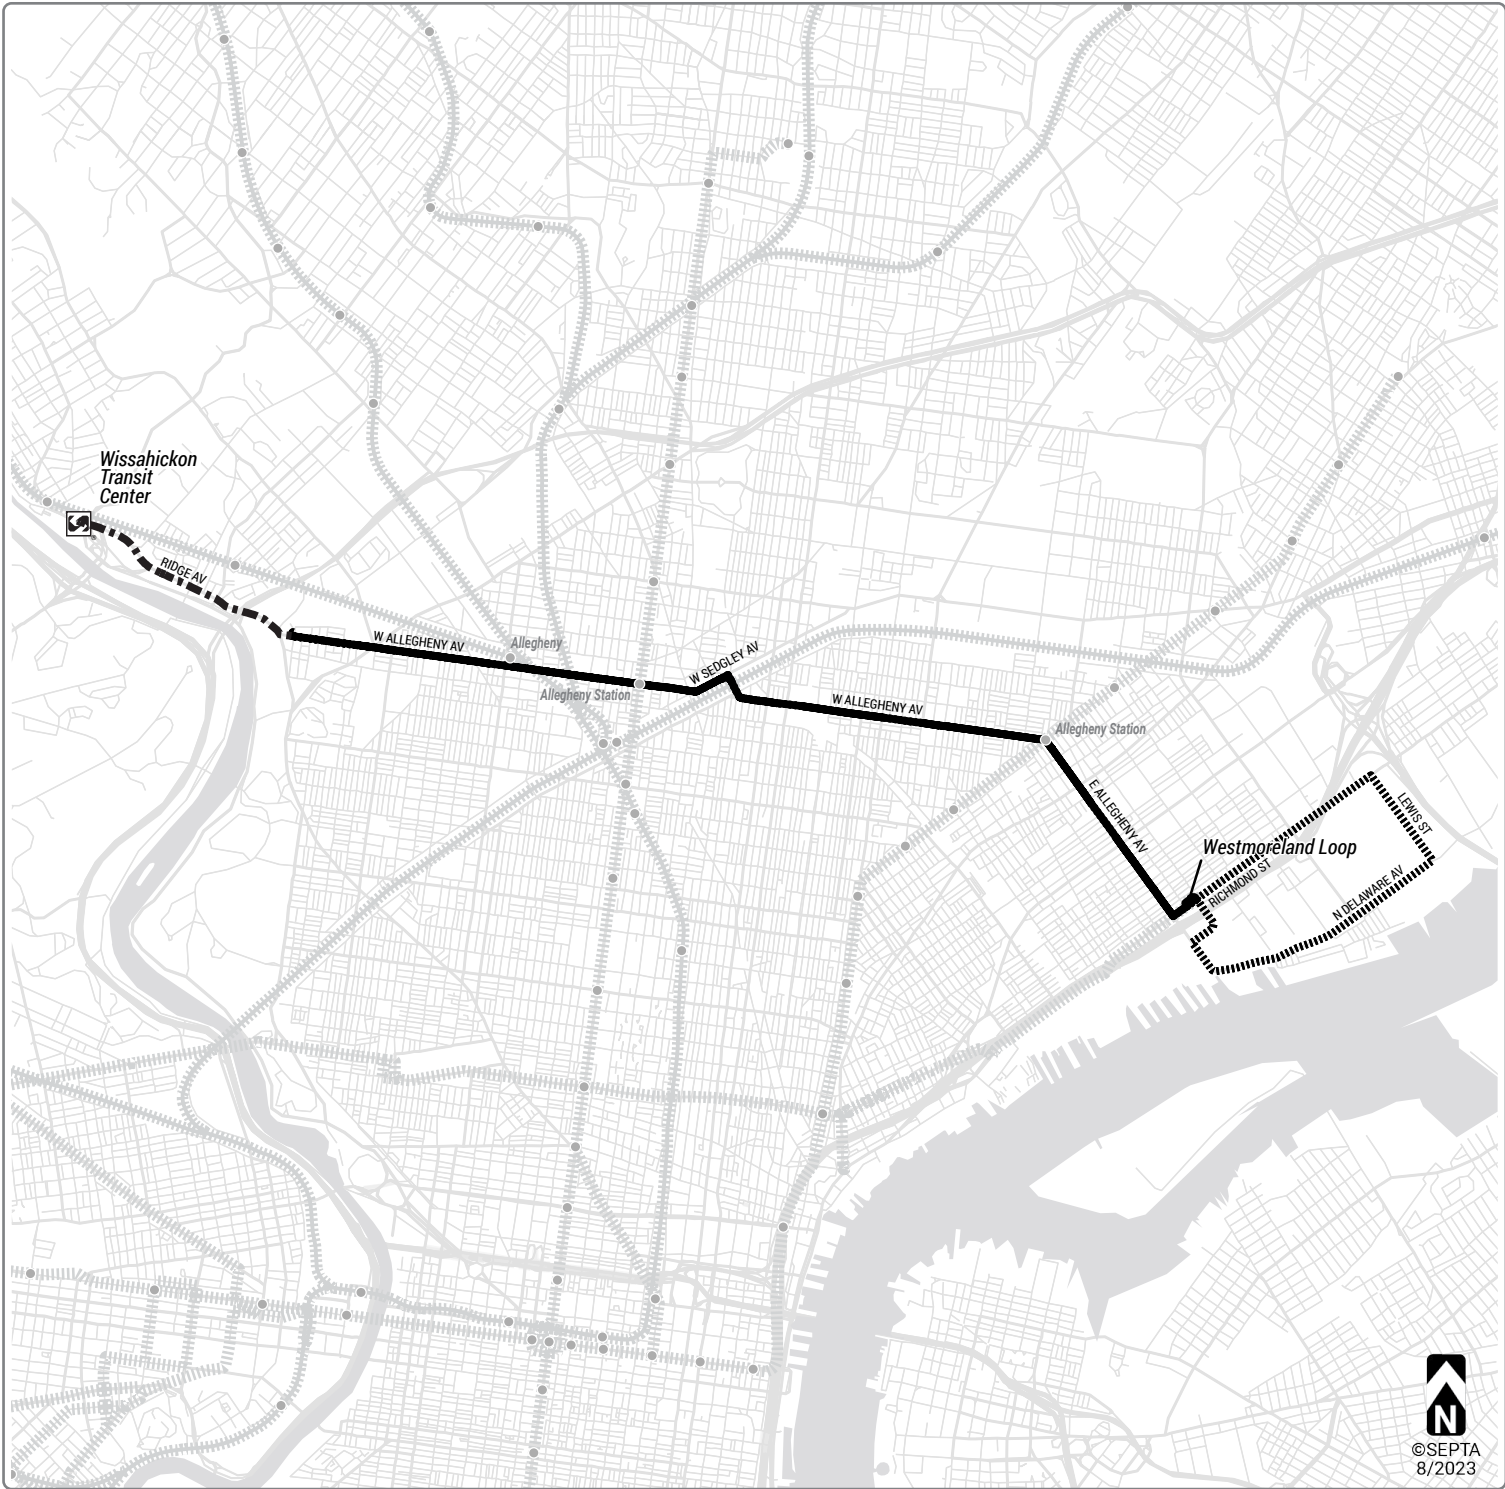 Wissahickon
Transit
Center
RIDGE AV
W ALLEGHENY AV
Allegheny
Allegheny Station
W SEDGLEY AV
W ALLEGHENY AV
Allegheny Station
E ALLEGHENY AV
LEWIS ST
Westmoreland Loop
RICHMOND ST
N DELAWARE AV
N
©SEPTA
8/2023